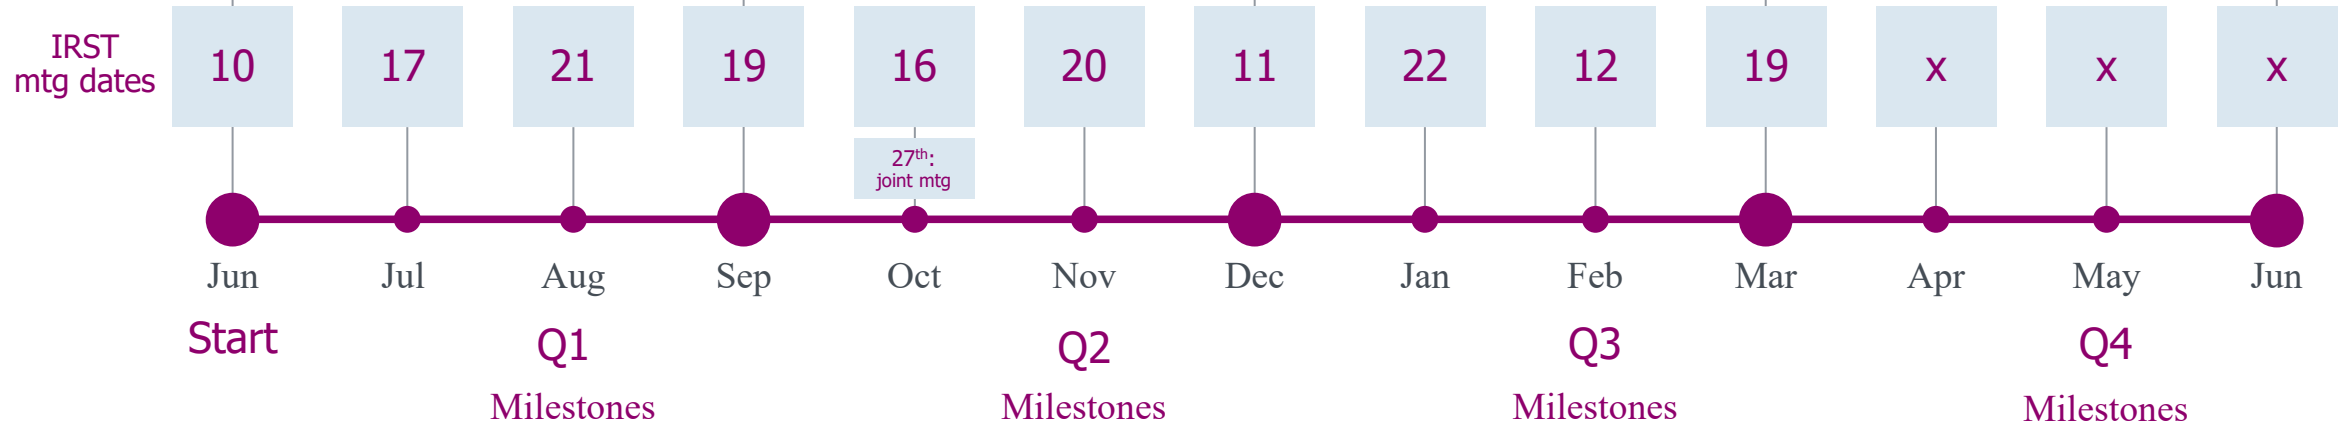 IRST
mtg dates
10 17 21 19 16 20 11 22 12 19 x x x
27th:
joint mtg
Jun Jul Aug Sep Oct Nov Dec Jan Feb Mar Apr May Jun
Start Q1 Q2 Q3 Q4
Milestones Milestones Milestones Milestones